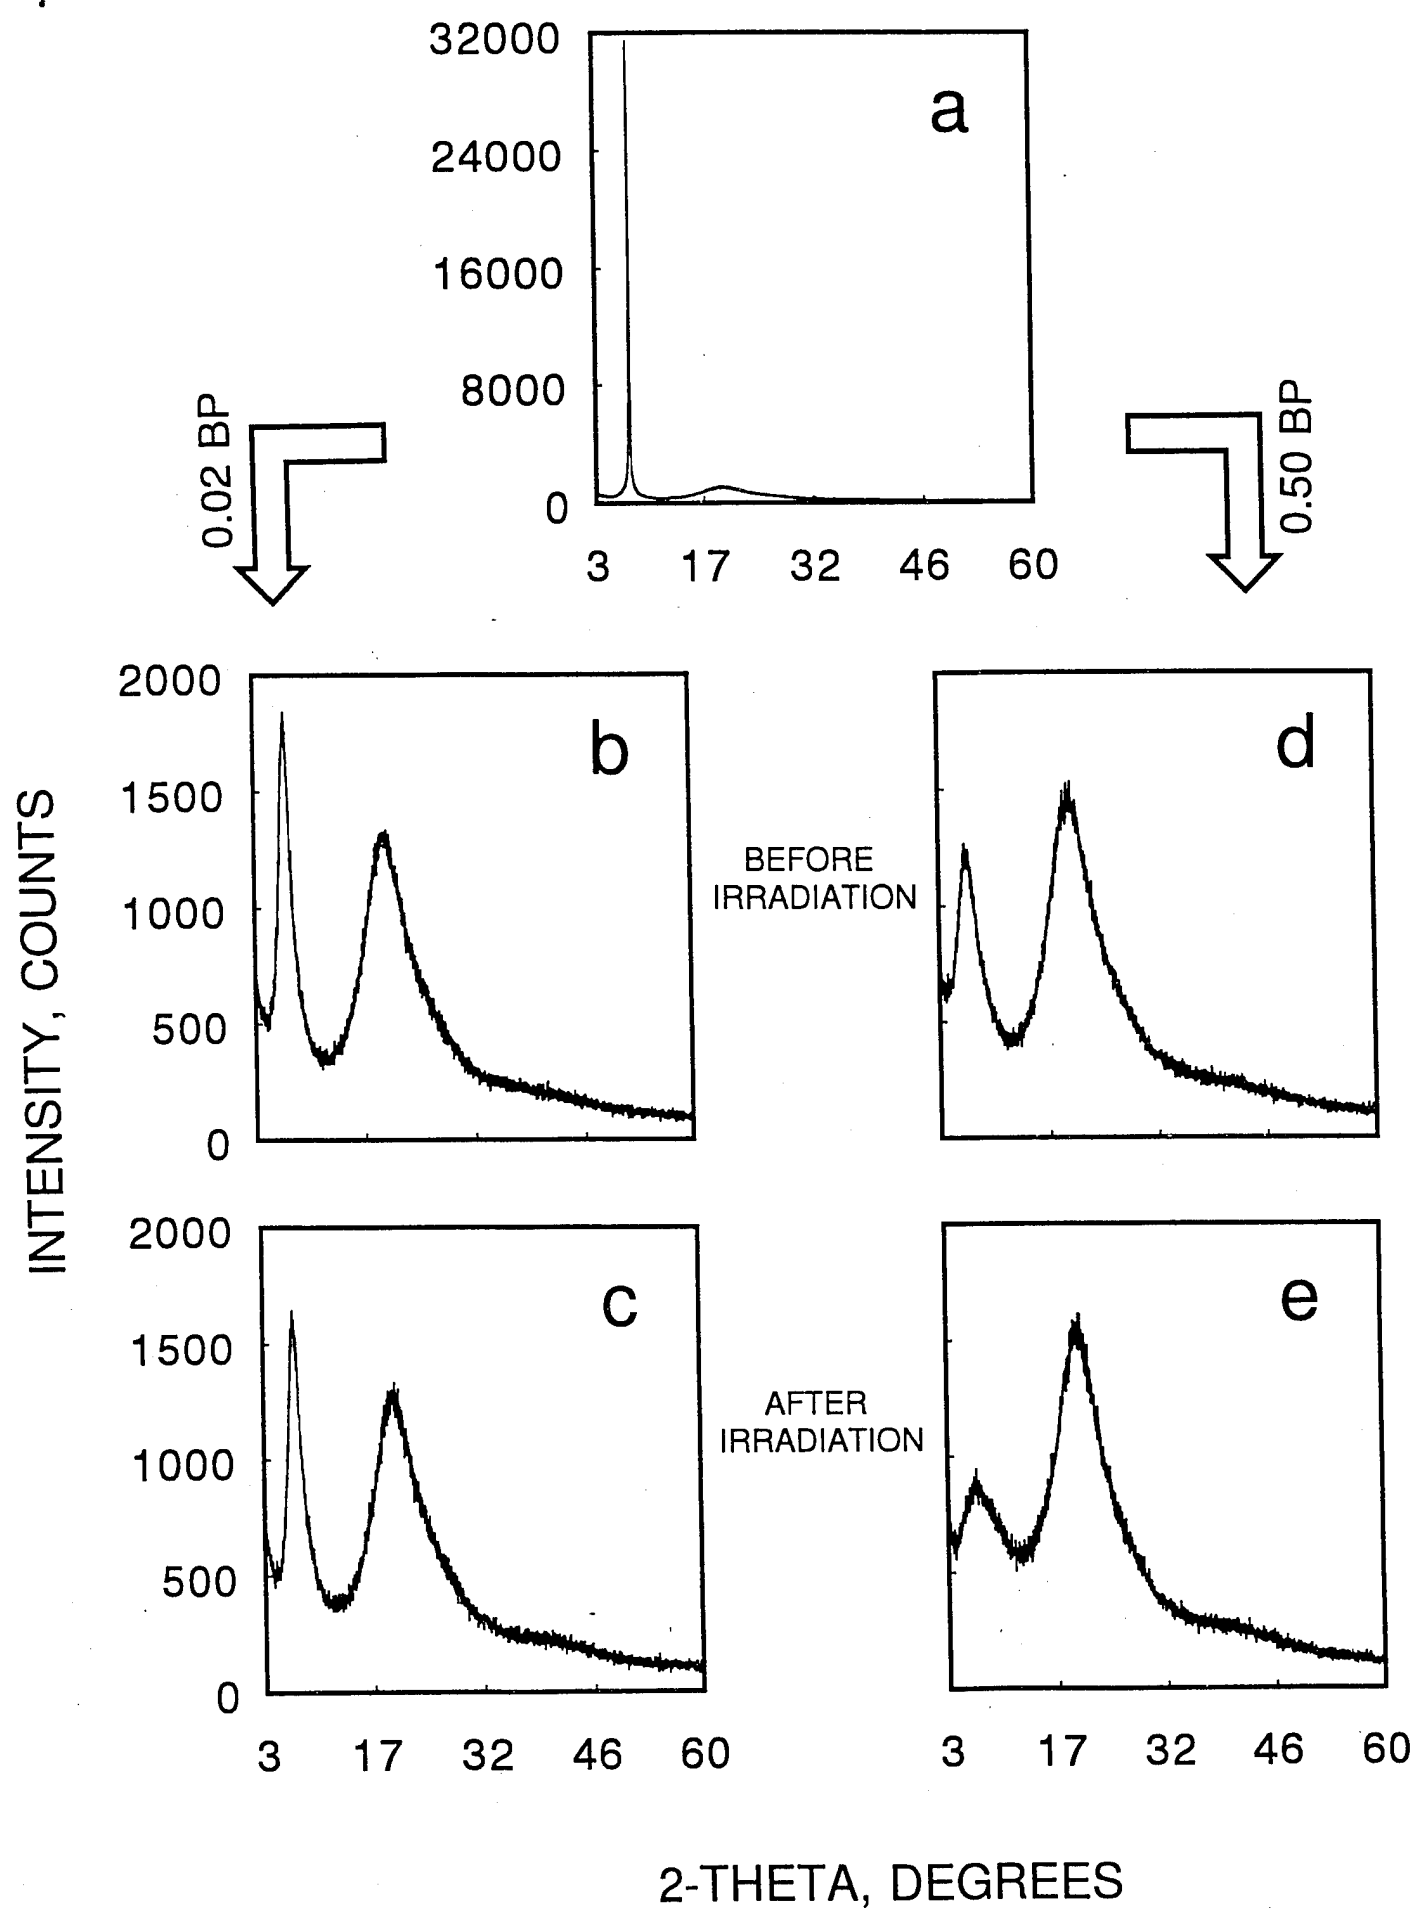 32000
a
24000
16000
8000
0
3 17 32 46 60
0.02 BP
0.50 BP
2000
b
d
1500
1000
500
0
BEFORE
IRRADIATION
2000
c
e
1500
1000
500
0
AFTER
IRRADIATION
3 17 32 46 60
3 17 32 46 60
INTENSITY, COUNTS
2-THETA, DEGREES